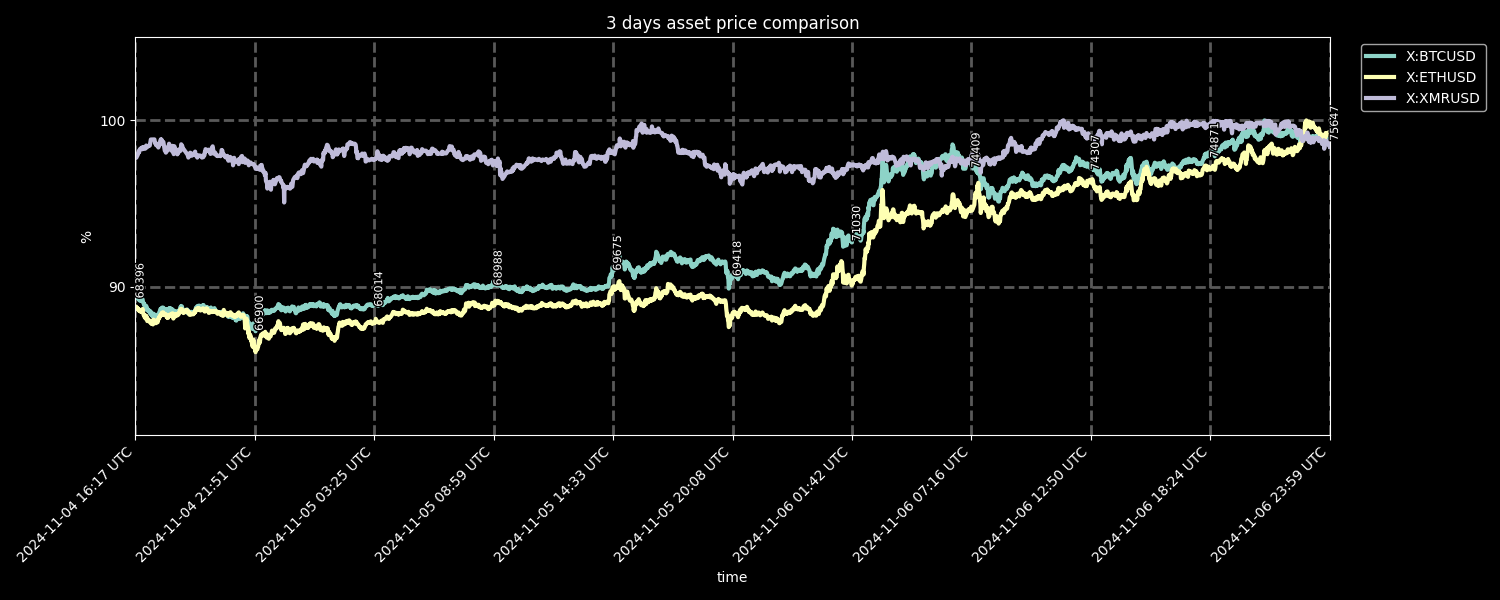 3 days asset price comparison
X:BTCUSD
X:ETHUSD
X:XMRUSD
100
90
%
68396
66900
68014
68988
69675
69418
71030
74409
74307
74871
75647
2024-11-04 16:17 UTC
2024-11-04 21:51 UTC
2024-11-05 03:25 UTC
2024-11-05 08:59 UTC
2024-11-05 14:33 UTC
2024-11-05 20:08 UTC
2024-11-06 01:42 UTC
2024-11-06 07:16 UTC
2024-11-06 12:50 UTC
2024-11-06 18:24 UTC
2024-11-06 23:59 UTC
time